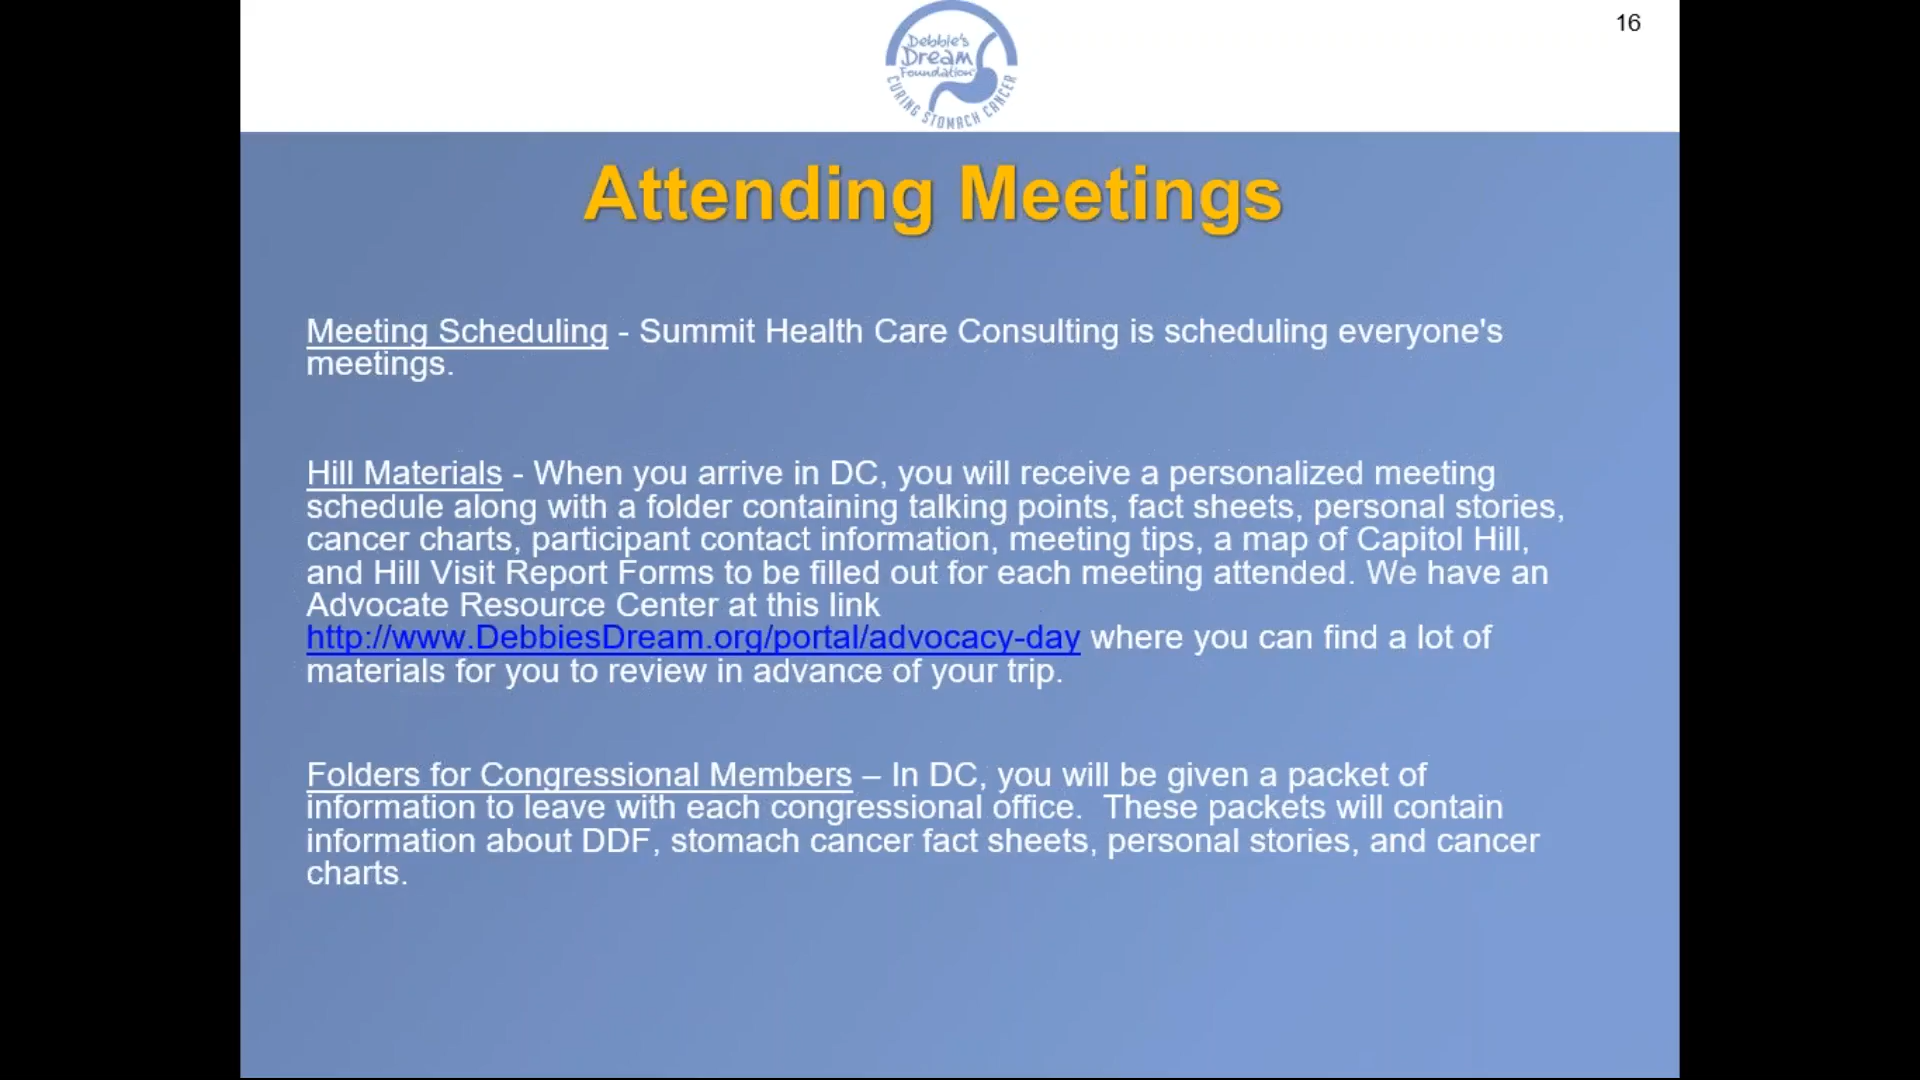 16
Debbie's
Dream
Foundation
CURING STOMACH CANCER
Attending Meetings
Meeting Scheduling - Summit Health Care Consulting is scheduling everyone's
meetings.
Hill Materials - When you arrive in DC, you will receive a personalized meeting
schedule along with a folder containing talking points, fact sheets, personal stories,
cancer charts, participant contact information, meeting tips, a map of Capitol Hill,
and Hill Visit Report Forms to be filled out for each meeting attended. We have an
Advocate Resource Center at this link
http://www.DebbiesDream.org/portal/advocacy-day where you can find a lot of
materials for you to review in advance of your trip.
Folders for Congressional Members – In DC, you will be given a packet of
information to leave with each congressional office.  These packets will contain
information about DDF, stomach cancer fact sheets, personal stories, and cancer
charts.